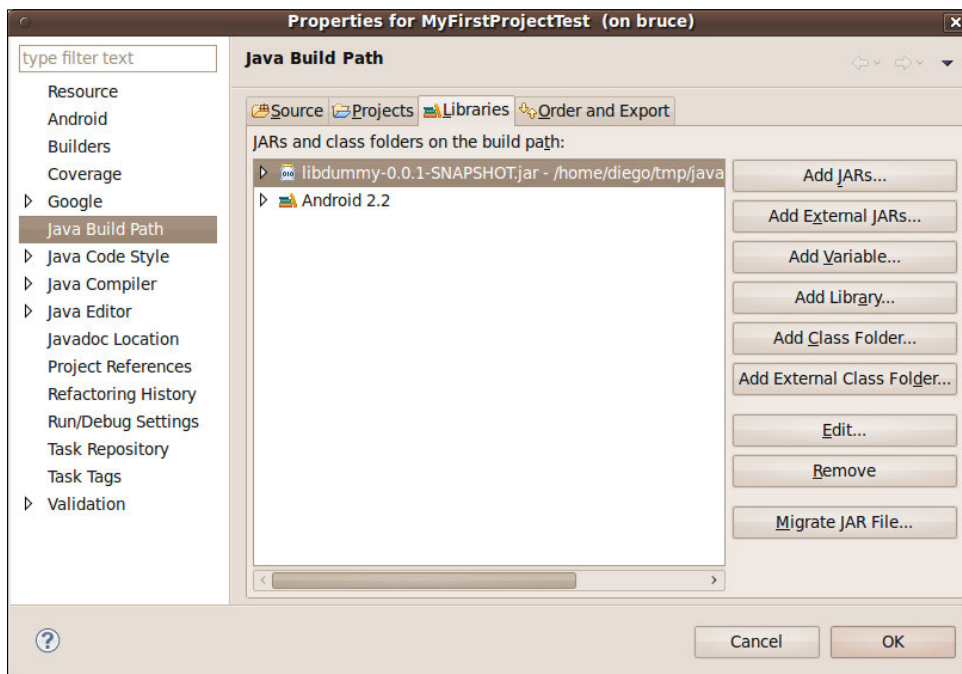 Properties for MyFirstProjectTest (on bruce)
type filter text
Resource
Android
Builders
Coverage
Google
Java Build Path
Java Code Style
Java Compiler
Java Editor
Javadoc Location
Project References
Refactoring History
Run/Debug Settings
Task Repository
Task Tags
Validation
Java Build Path
Source Projects Libraries Order and Export
JARs and class folders on the build path:
libdummy-0.0.1-SNAPSHOT.jar - /home/diego/tmp/java
Android 2.2
Add JARs...
Add External JARs...
Add Variable...
Add Library...
Add Class Folder...
Add External Class Folder...
Edit...
Remove
Migrate JAR File...
Cancel
OK